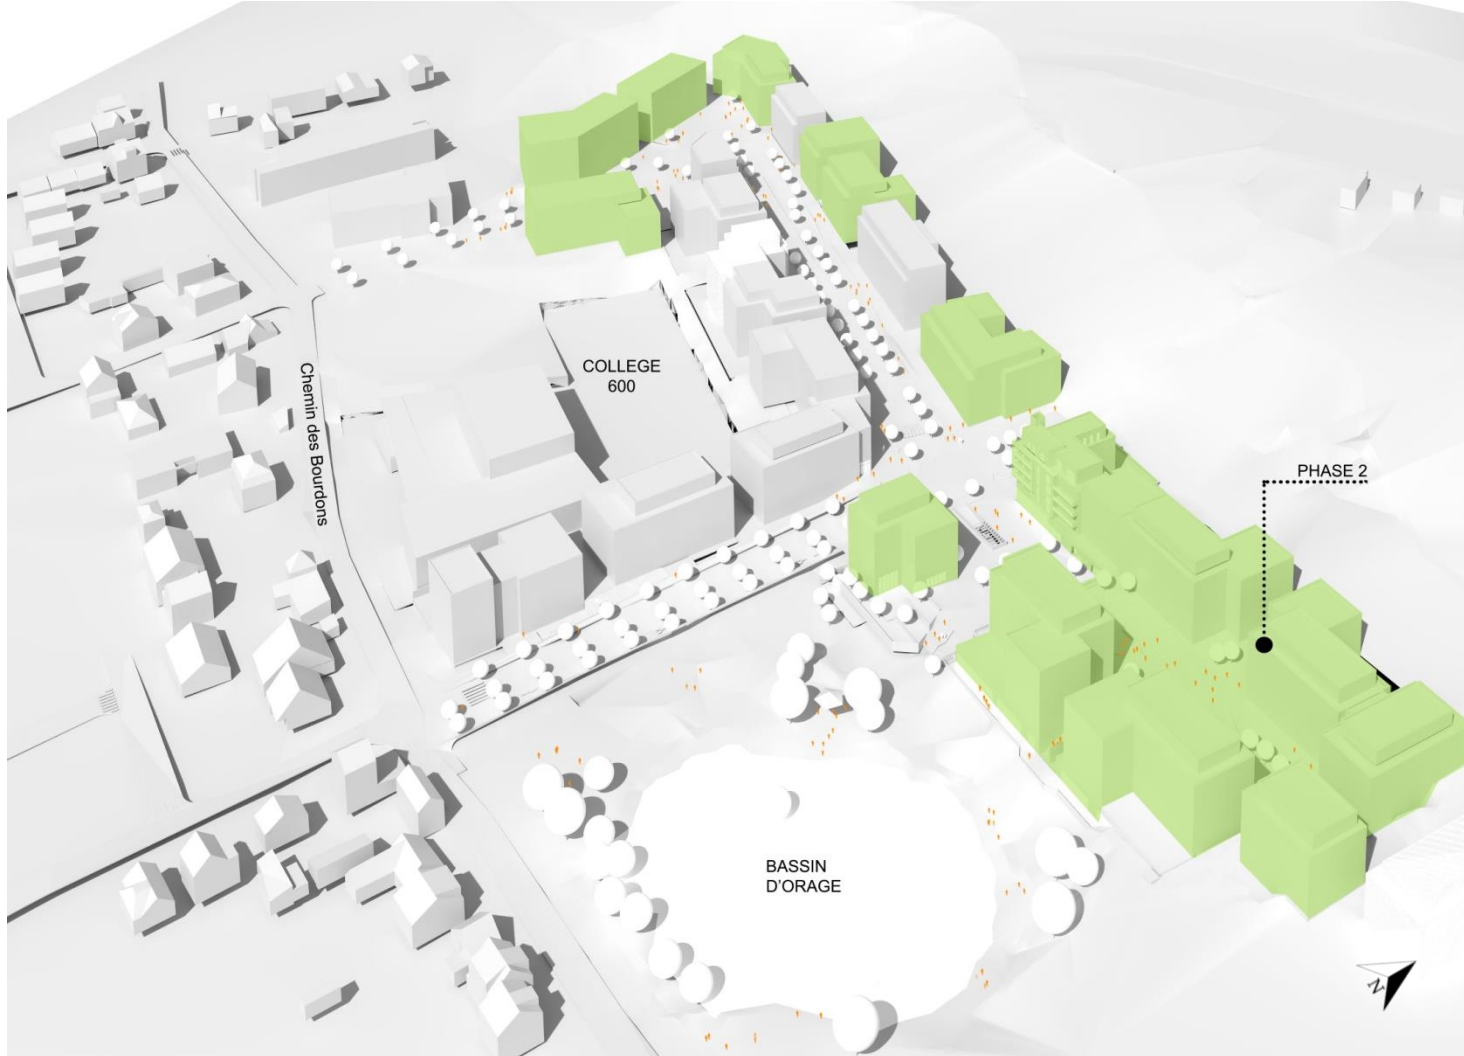 COLLEGE
600
Chemin des Bourdons
PHASE 2
BASSIN
D'ORAGE
N